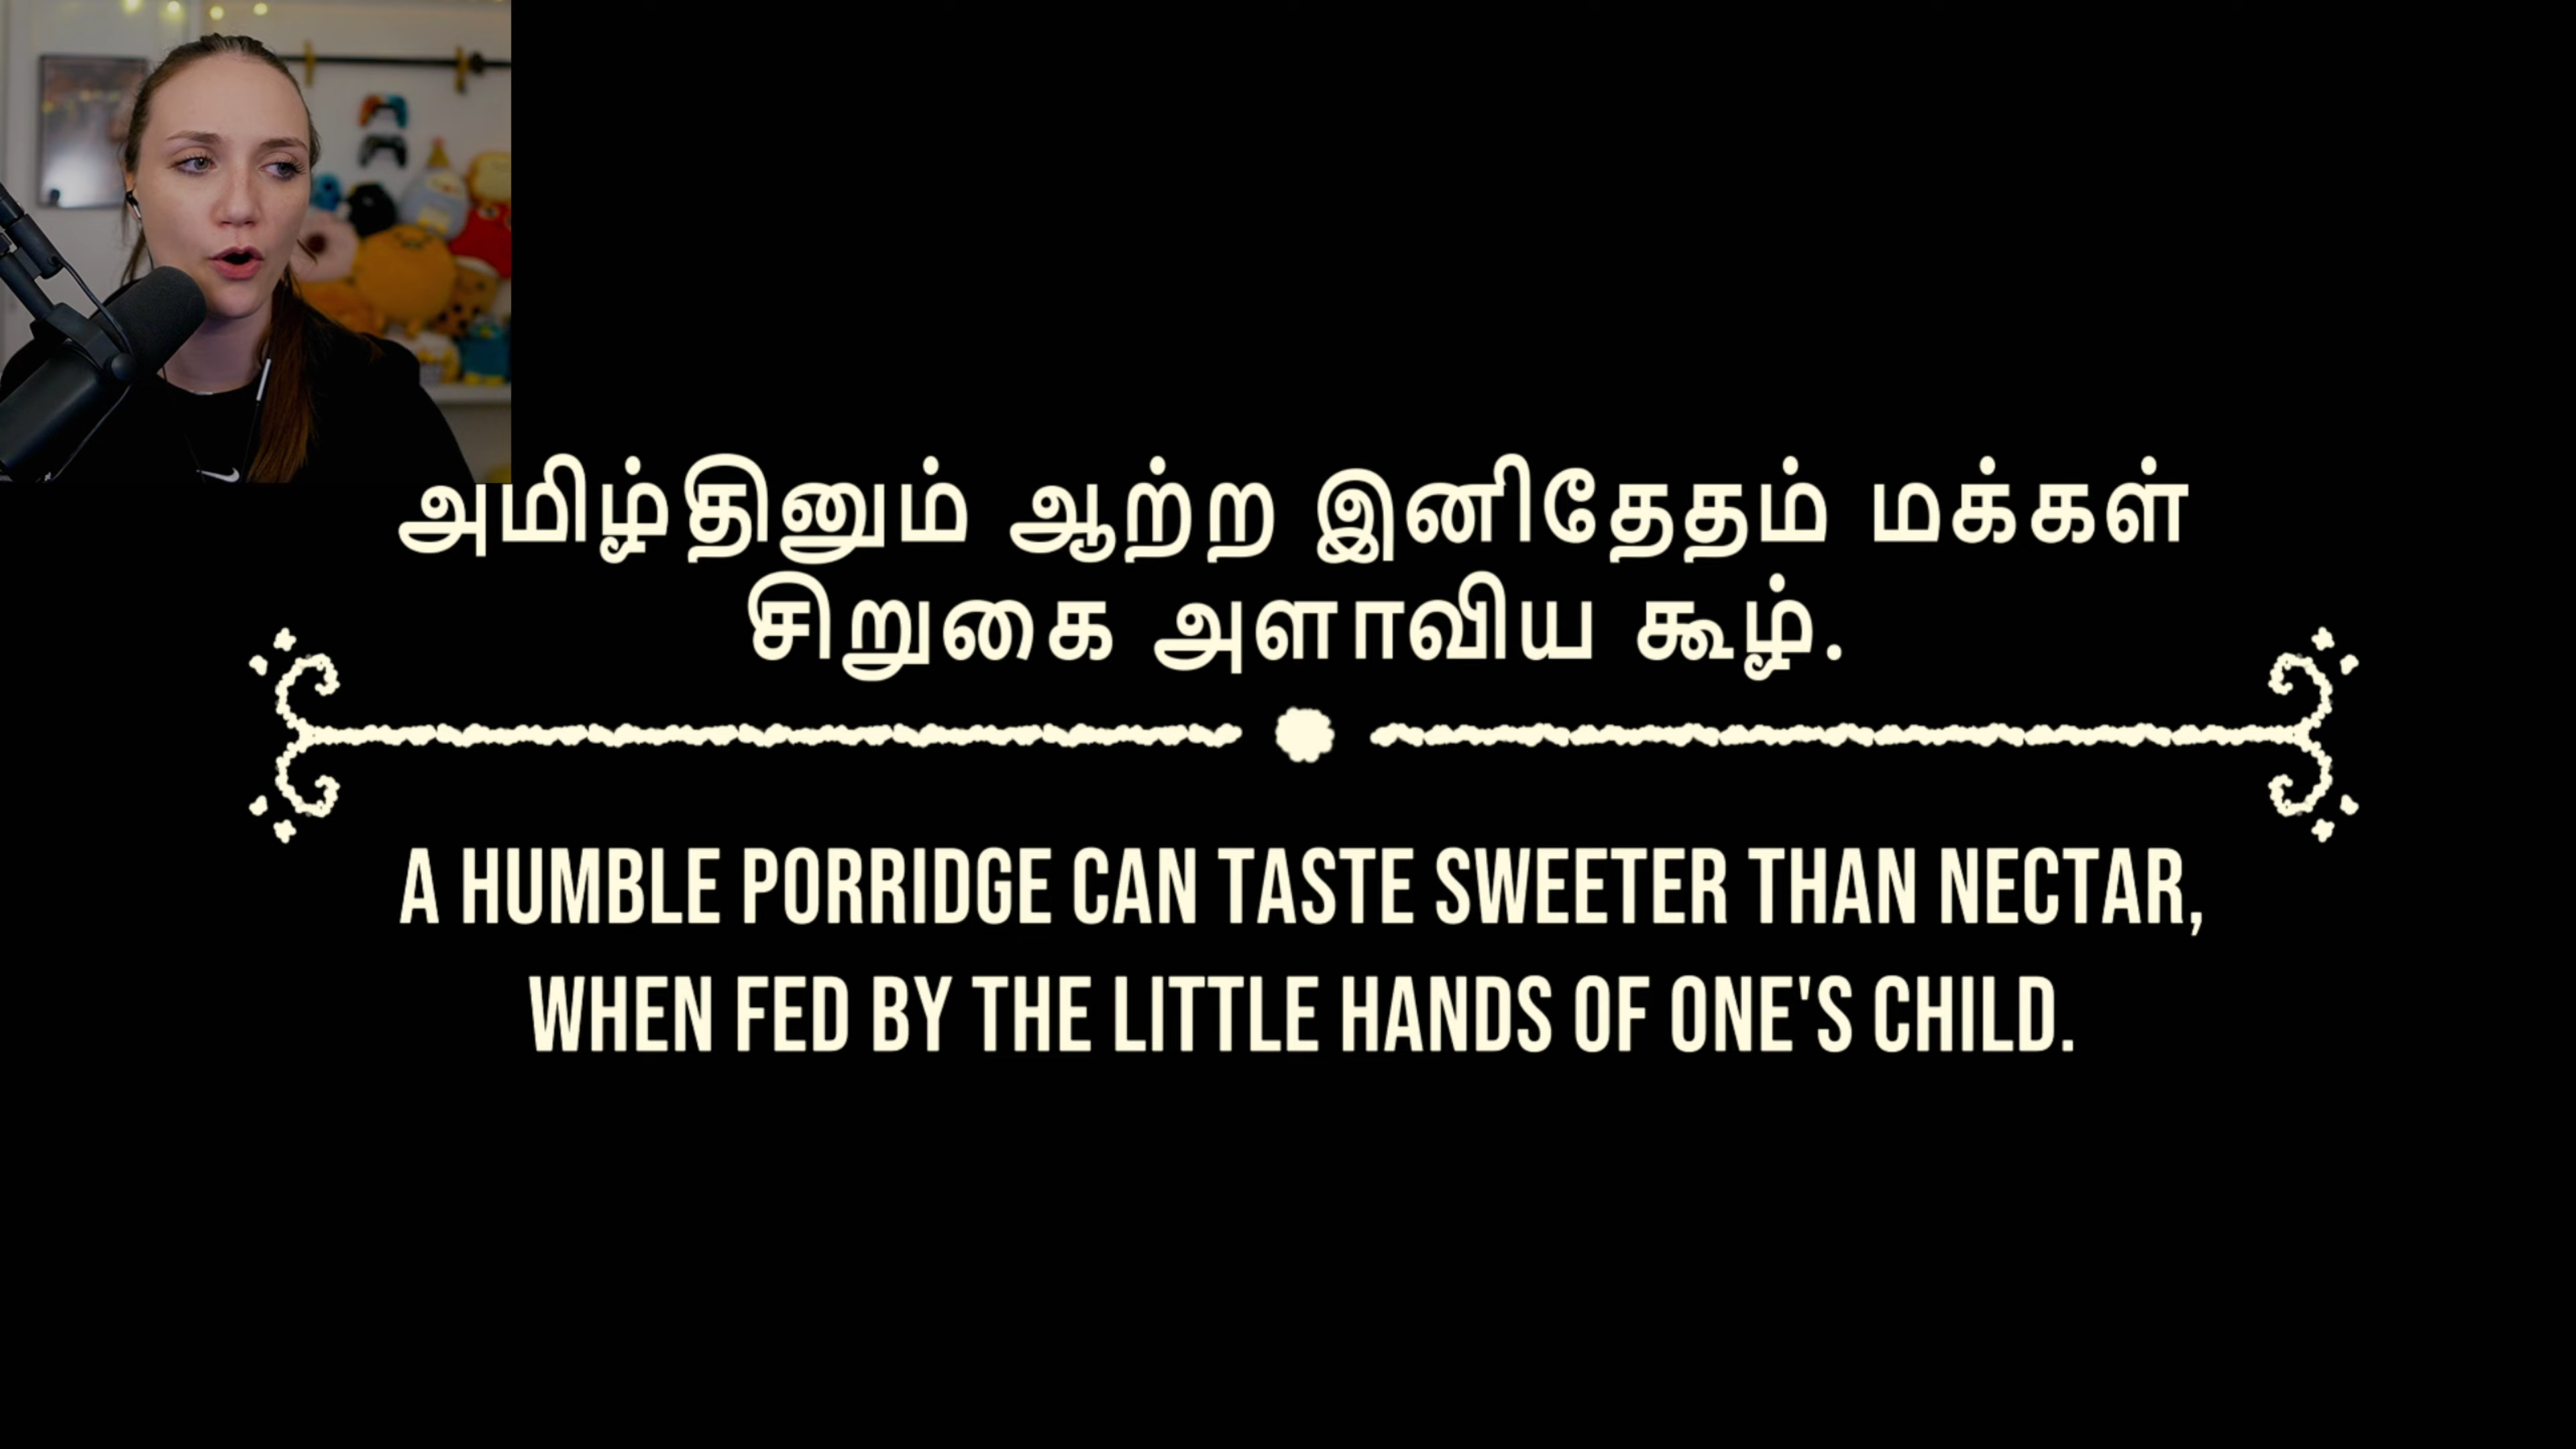 அமிழ்தினும் ஆற்ற இனிதேதம் மக்கள்
சிறுகை அளாவிய கூழ்.
A HUMBLE PORRIDGE CAN TASTE SWEETER THAN NECTAR,
WHEN FED BY THE LITTLE HANDS OF ONE'S CHILD.